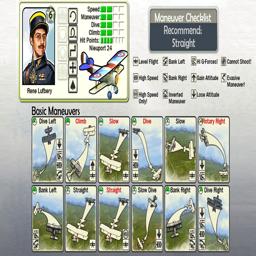 6
Speed
Maneuver
Dive
Climb
Hit Points:
Nieuport 24
Rene Lufbery
Maneuver Checklist
Recommend:
Straight
Level Flight
Bank Left
Hi G-Forces!
Cannot Shoot!
High Speed
Bank Right
Gain Altitude
Evasive
Maneuver!
High Speed
Only!
Inverted
Maneuver
Lose Altitude
Basic Maneuvers
Dive Left
Climb
Slow
Dive
Slow
Rotary Right
Bank Left
Straight
Straight
Slow Dive
Bank Right
Dive Right